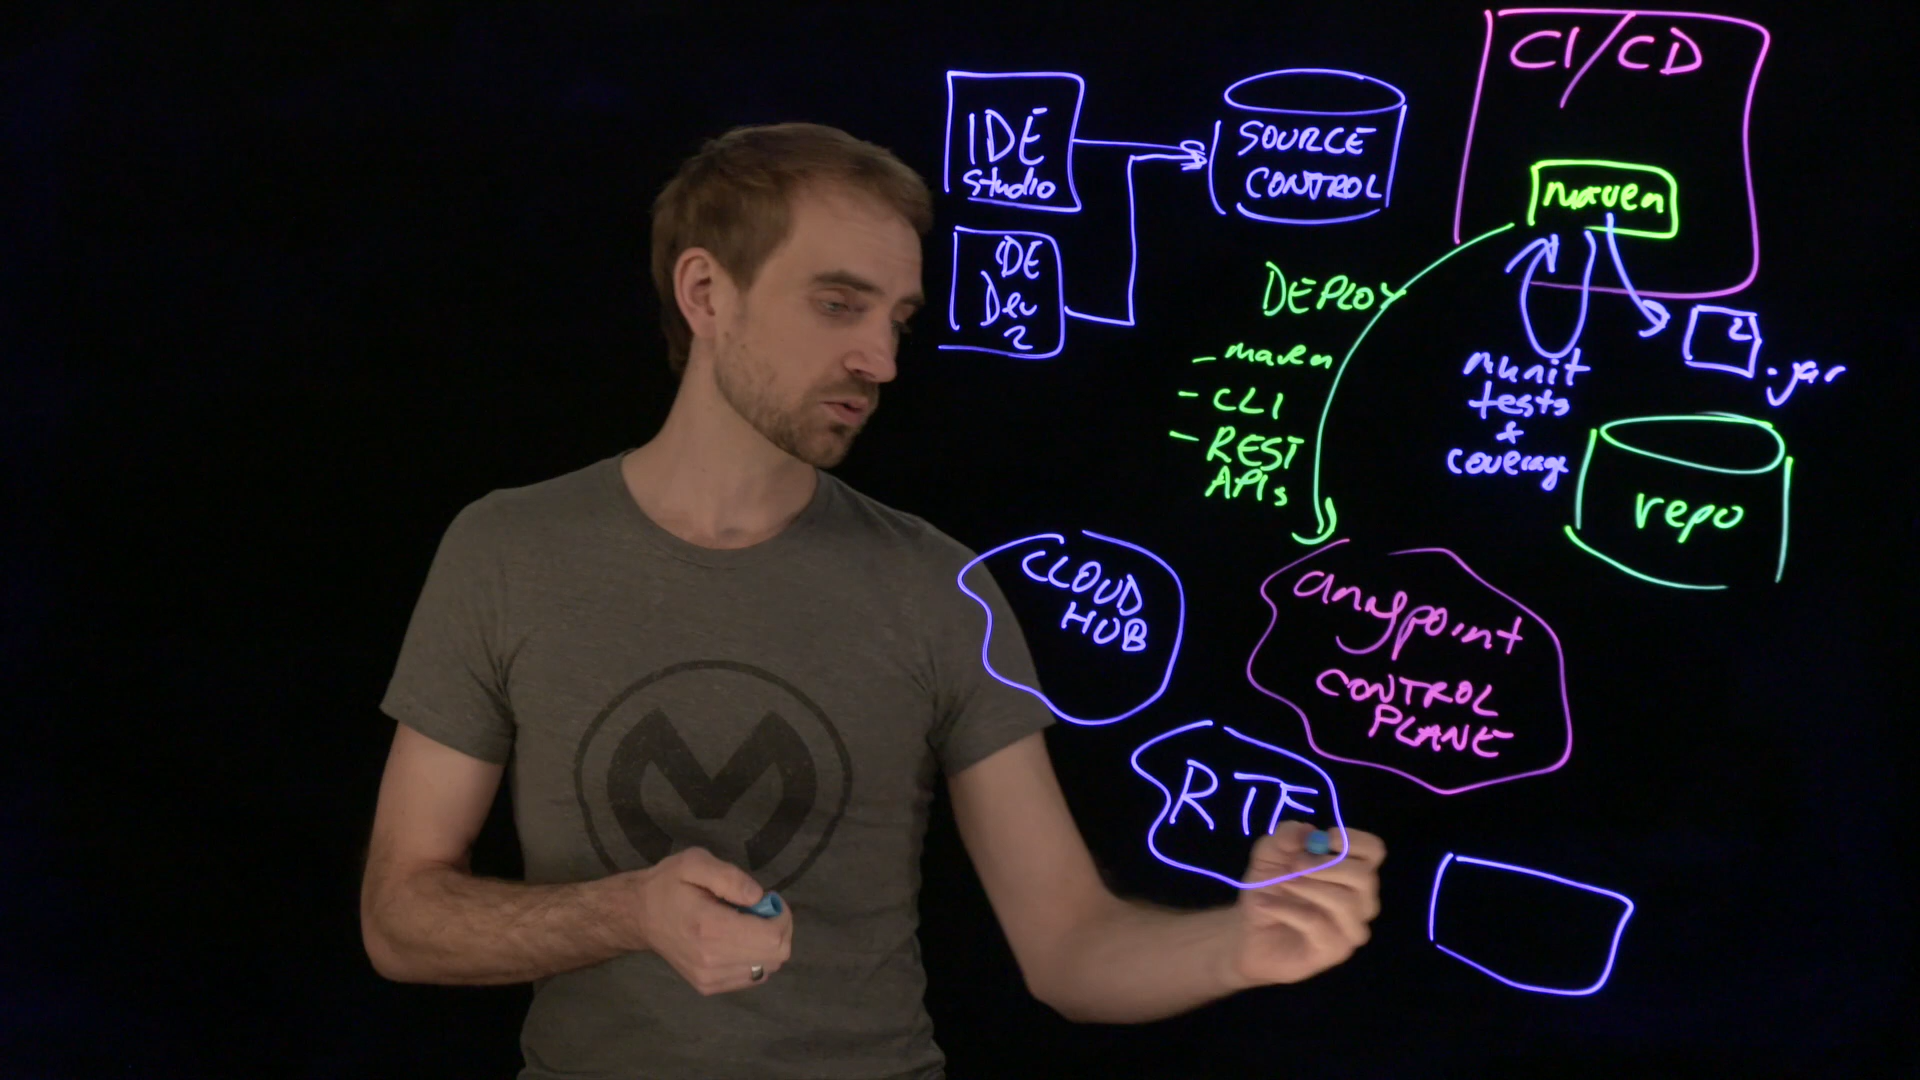 IDE
Studio
IDE
Dev
2
SOURCE
CONTROL
CI/CD
maven
DEPLOY
- maven
- CLI
- REST
APIs
munit
tests
&
coverage
.jar
repo
CLOUD
HUB
anypoint
CONTROL
PLANE
RTF